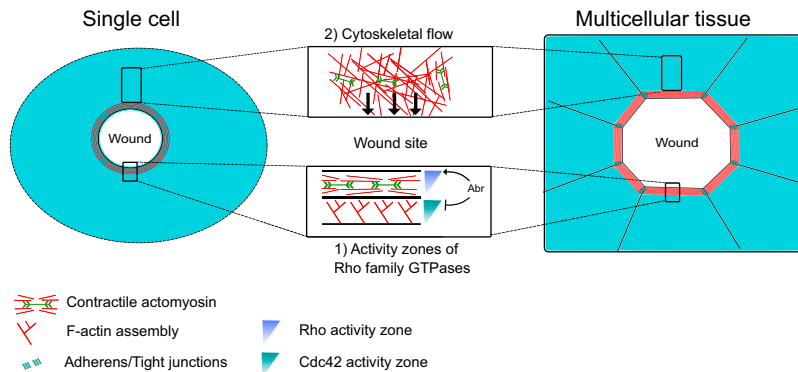 Single cell
Multicellular tissue
2) Cytoskeletal flow
Wound
Wound site
Wound
Abr
1) Activity zones of
Rho family GTPases
Contractile actomyosin
F-actin assembly
Adherens/Tight junctions
Rho activity zone
Cdc42 activity zone